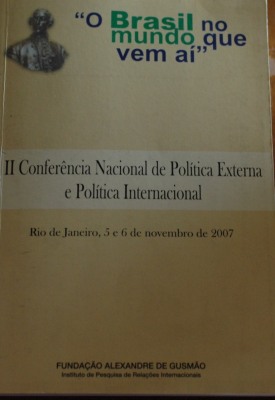 "O Brasil no
mundo que
vem aí"
II Conferência Nacional de Política Externa
e Política Internacional
Rio de Janeiro, 5 e 6 de novembro de 2007
FUNDAÇÃO ALEXANDRE DE GUSMÃO
Instituto de Pesquisa de Relações Internacionais